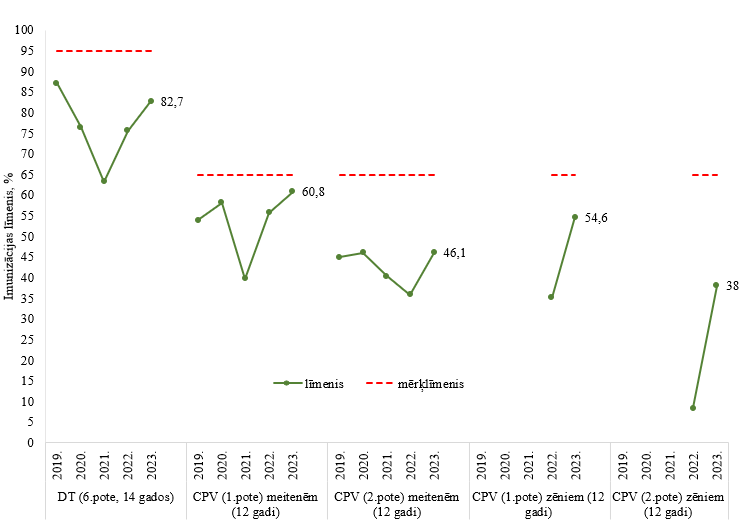 100
95
90
85
80
75
70
65
60
55
50
45
40
35
30
25
20
15
10
5
0
Imunizācijas līmenis, %
82,7
60,8
46,1
54,6
38
līmenis
mērķlīmenis
2019. 2020. 2021. 2022. 2023.
DT (6.pote, 14 gados)
2019. 2020. 2021. 2022. 2023.
CPV (1.pote) meitenēm
(12 gadi)
2019. 2020. 2021. 2022. 2023.
CPV (2.pote) meitenēm
(12 gadi)
2019. 2020. 2021. 2022. 2023.
CPV (1.pote) zēniem (12
gadi)
2019. 2020. 2021. 2022. 2023.
CPV (2.pote) zēniem
(12 gadi)